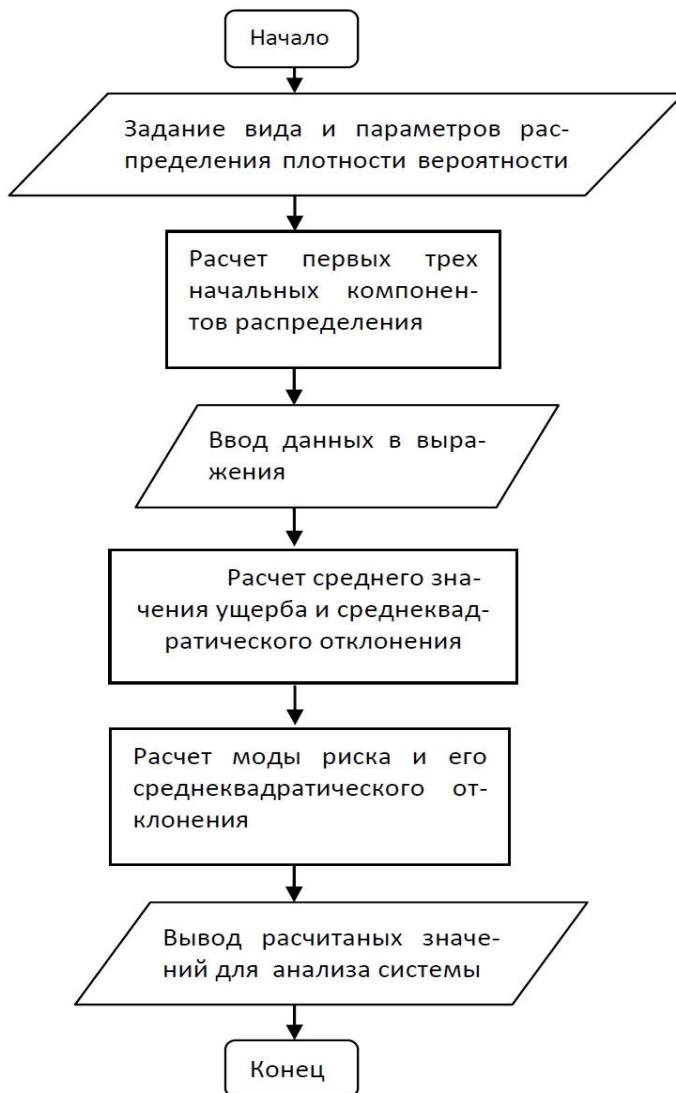 Начало
Задание вида и параметров рас-
пределения плотности вероятности
Расчет первых трех
начальных компонен-
тов распределения
Ввод данных в выра-
жения
Расчет среднего зна-
чения ущерба и среднеквад-
ратического отклонения
Расчет моды риска и его
среднеквадратического от-
клонения
Вывод расчитаных значе-
ний для анализа системы
Конец